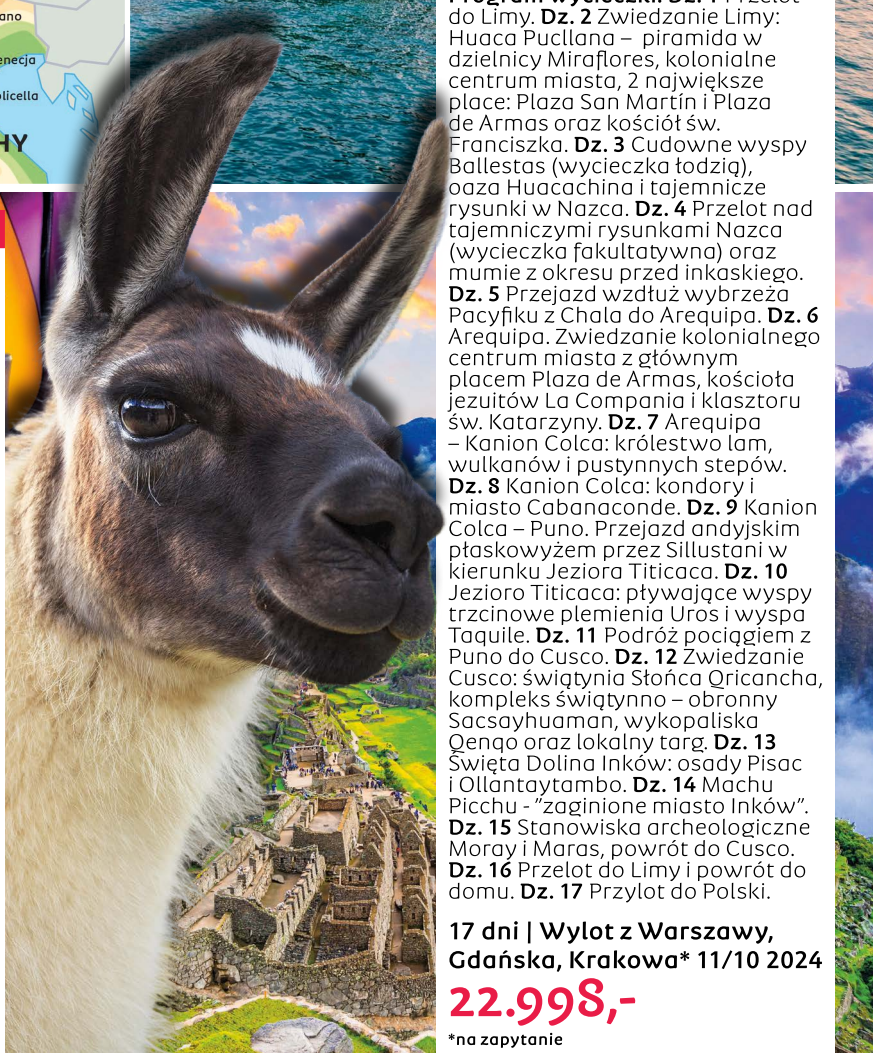 ano
enecja
olicella
HY
Program wycieczki: Dz. 1 Przelot
do Limy. Dz. 2 Zwiedzanie Limy:
Huaca Pucllana – piramida w
dzielnicy Miraflores, kolonialne
centrum miasta, 2 największe
place: Plaza San Martín i Plaza
de Armas oraz kościół św.
Franciszka. Dz. 3 Cudowne wyspy
Ballestas (wycieczka łodzią),
oaza Huacachina i tajemnicze
rysunki w Nazca. Dz. 4 Przelot nad
tajemniczymi rysunkami Nazca
(wycieczka fakultatywna) oraz
mumie z okresu przed inkaskiego.
Dz. 5 Przejazd wzdłuż wybrzeża
Pacyfiku z Chala do Arequipa. Dz. 6
Arequipa. Zwiedzanie kolonialnego
centrum miasta z głównym
placem Plaza de Armas, kościoła
jezuitów La Compania i klasztoru
św. Katarzyny. Dz. 7 Arequipa
– Kanion Colca: królestwo lam,
wulkanów i pustynnych stepów.
Dz. 8 Kanion Colca: kondory i
miasto Cabanaconde. Dz. 9 Kanion
Colca – Puno. Przejazd andyjskim
płaskowyżem przez Sillustani w
kierunku Jeziora Titicaca. Dz. 10
Jezioro Titicaca: pływające wyspy
trzcinowe plemienia Uros i wyspa
Taquile. Dz. 11 Podróż pociągiem z
Puno do Cusco. Dz. 12 Zwiedzanie
Cusco: świątynia Słońca Qricancha,
kompleks świątynno – obronny
Sacsayhuaman, wykopaliska
Qenqo oraz lokalny targ. Dz. 13
Święta Dolina Inków: osady Pisac
i Ollantaytambo. Dz. 14 Machu
Picchu - ”zaginione miasto Inków”.
Dz. 15 Stanowiska archeologiczne
Moray i Maras, powrót do Cusco.
Dz. 16 Przelot do Limy i powrót do
domu. Dz. 17 Przylot do Polski.
17 dni | Wylot z Warszawy,
Gdańska, Krakowa* 11/10 2024
22.998,-
*na zapytanie